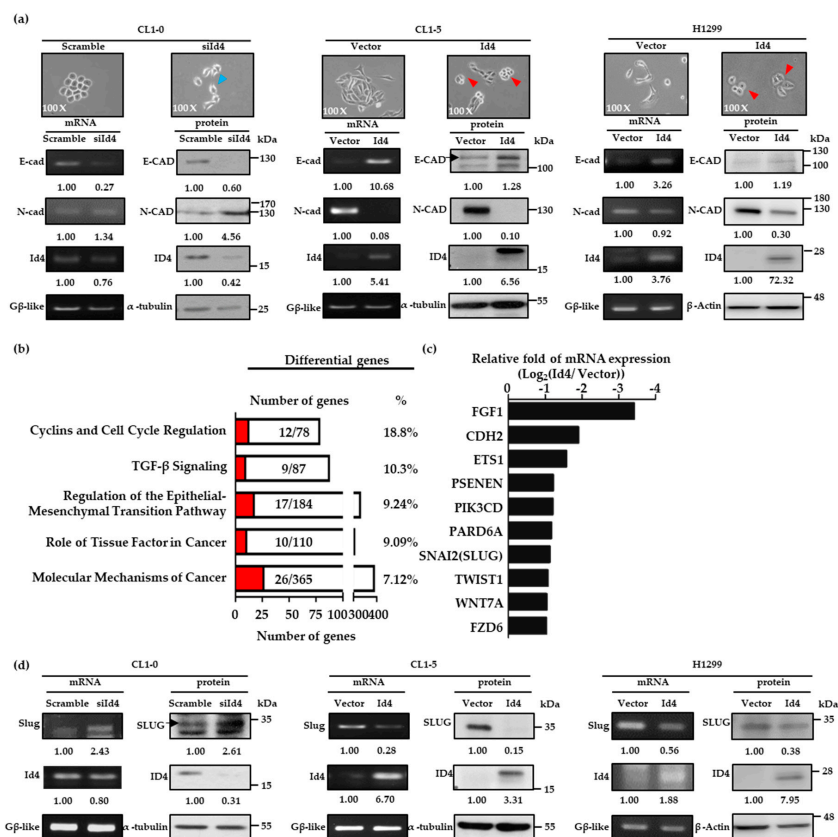 (a)
CL1-0
Scramble siId4
100X 100X
mRNA protein
Scramble siId4 Scramble siId4 kDa
E-cad E-CAD 130
1.00 0.27 1.00 0.60
N-cad N-CAD 170
130
1.00 1.34 1.00 4.56
Id4 ID4 15
1.00 0.76 1.00 0.42
Gβ-like α-tubulin 25
CL1-5
Vector Id4
100X 100X
mRNA protein
Vector Id4 Vector Id4 kDa
E-cad E-CAD 100
1.00 10.68 1.00 1.28
N-cad N-CAD 130
1.00 0.08 1.00 0.10
Id4 ID4 15
1.00 5.41 1.00 6.56
Gβ-like α-tubulin 55
H1299
Vector Id4
100X 100X
mRNA protein
Vector Id4 Vector Id4 kDa
E-cad E-CAD 130
100
1.00 3.26 1.00 1.19
N-cad N-CAD 180
130
1.00 0.92 1.00 0.30
Id4 ID4 28
1.00 3.76 1.00 72.32
Gβ-like β-Actin 48
(b)
Differential genes
Number of genes %
Cyclins and Cell Cycle Regulation 12/78 18.8%
TGF-β Signaling 9/87 10.3%
Regulation of the Epithelial-
Mesenchymal Transition Pathway 17/184 9.24%
Role of Tissue Factor in Cancer 10/110 9.09%
Molecular Mechanisms of Cancer 26/365 7.12%
0 25 50 75 100 300 400
Number of genes
(c)
Relative fold of mRNA expression
(Log2(Id4/ Vector))
0 -1 -2 -3 -4
FGF1
CDH2
ETS1
PSENEN
PIK3CD
PARD6A
SNAI2(SLUG)
TWIST1
WNT7A
FZD6
(d)
CL1-0
mRNA protein
Scramble siId4 Scramble siId4 kDa
Slug SLUG 35
1.00 2.43 1.00 2.61
Id4 ID4 15
1.00 0.80 1.00 0.31
Gβ-like α-tubulin 55
CL1-5
mRNA protein
Vector Id4 Vector Id4 kDa
Slug SLUG 35
1.00 0.28 1.00 0.15
Id4 ID4 15
1.00 6.70 1.00 3.31
Gβ-like α-tubulin 55
H1299
mRNA protein
Vector Id4 Vector Id4 kDa
Slug SLUG 35
1.00 0.56 1.00 0.38
Id4 ID4 28
1.00 1.88 1.00 7.95
Gβ-like β-Actin 48